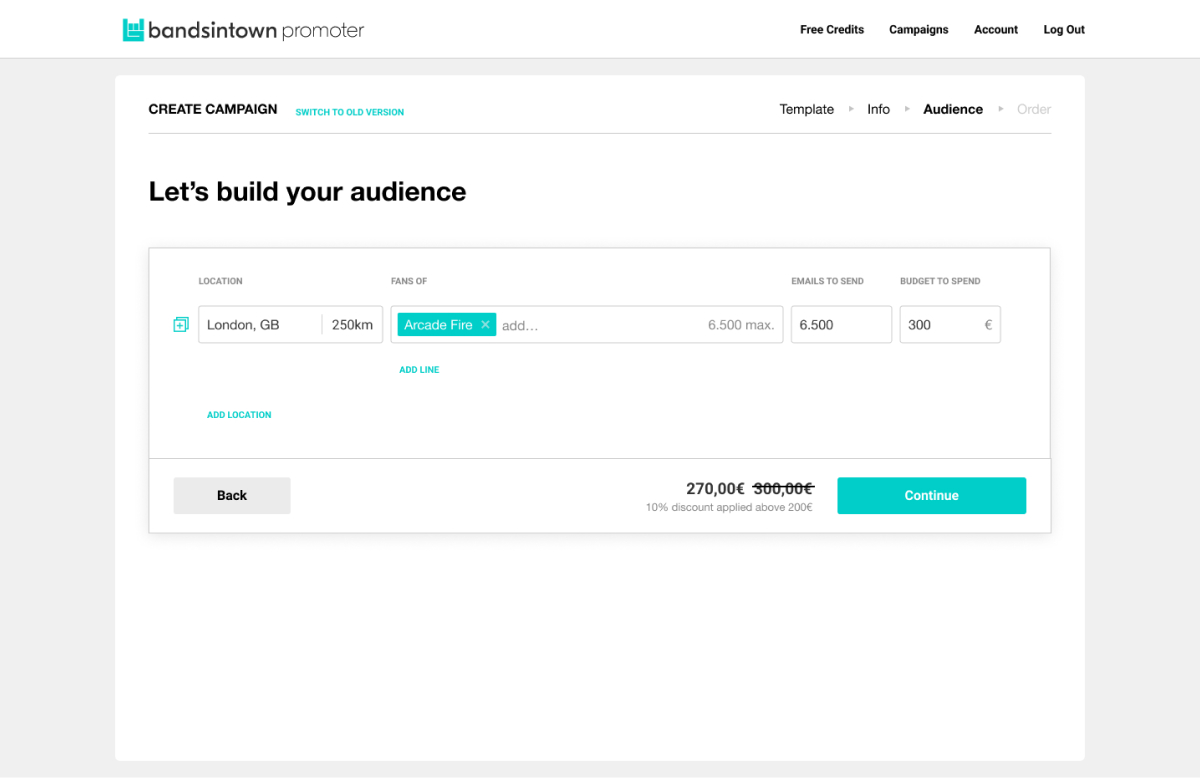 bandsintown promoter
Free Credits Campaigns Account Log Out
CREATE CAMPAIGN SWITCH TO OLD VERSION
Template Info Audience Order
Let’s build your audience
LOCATION FANS OF EMAILS TO SEND BUDGET TO SPEND
London, GB 250km Arcade Fire × add... 6.500 max. 6.500 300 €
ADD LINE
ADD LOCATION
Back 270,00€ 300,00€ Continue
10% discount applied above 200€